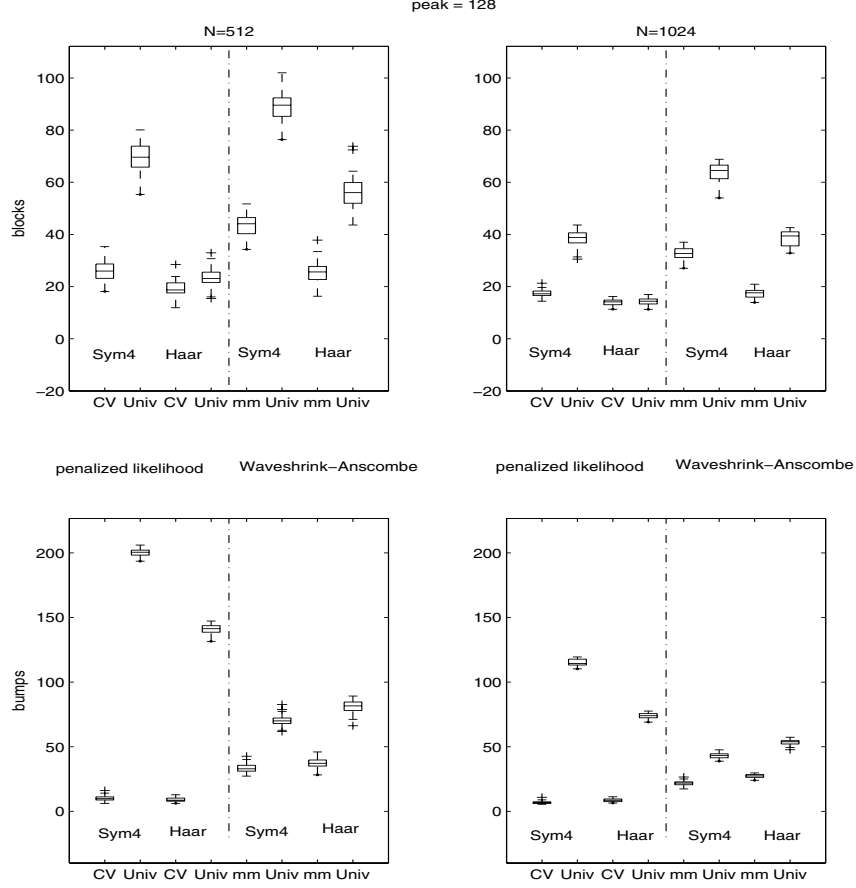 peak = 128
N=512
N=1024
100
80
60
40
20
0
−20
blocks
Sym4 Haar Sym4 Haar
CV Univ CV Univ mm Univ mm Univ
100
80
60
40
20
0
−20
Sym4 Haar Sym4 Haar
CV Univ CV Univ mm Univ mm Univ
penalized likelihood Waveshrink−Anscombe
penalized likelihood Waveshrink−Anscombe
200
150
100
50
0
bumps
Sym4 Haar Sym4 Haar
CV Univ CV Univ mm Univ mm Univ
200
150
100
50
0
Sym4 Haar Sym4 Haar
CV Univ CV Univ mm Univ mm Univ